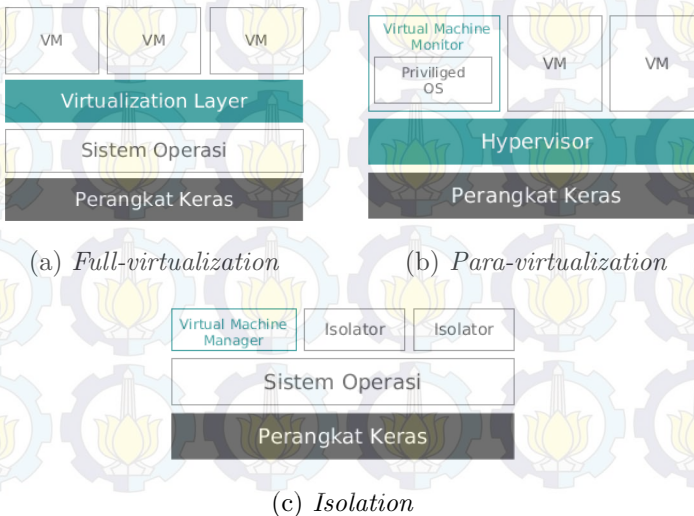 VM
VM
VM
Virtualization Layer
Sistem Operasi
Perangkat Keras
(a) Full-virtualization
Virtual Machine
Monitor
Priviliged
OS
VM
VM
Hypervisor
Perangkat Keras
(b) Para-virtualization
Virtual Machine
Manager
Isolator
Isolator
Sistem Operasi
Perangkat Keras
(c) Isolation